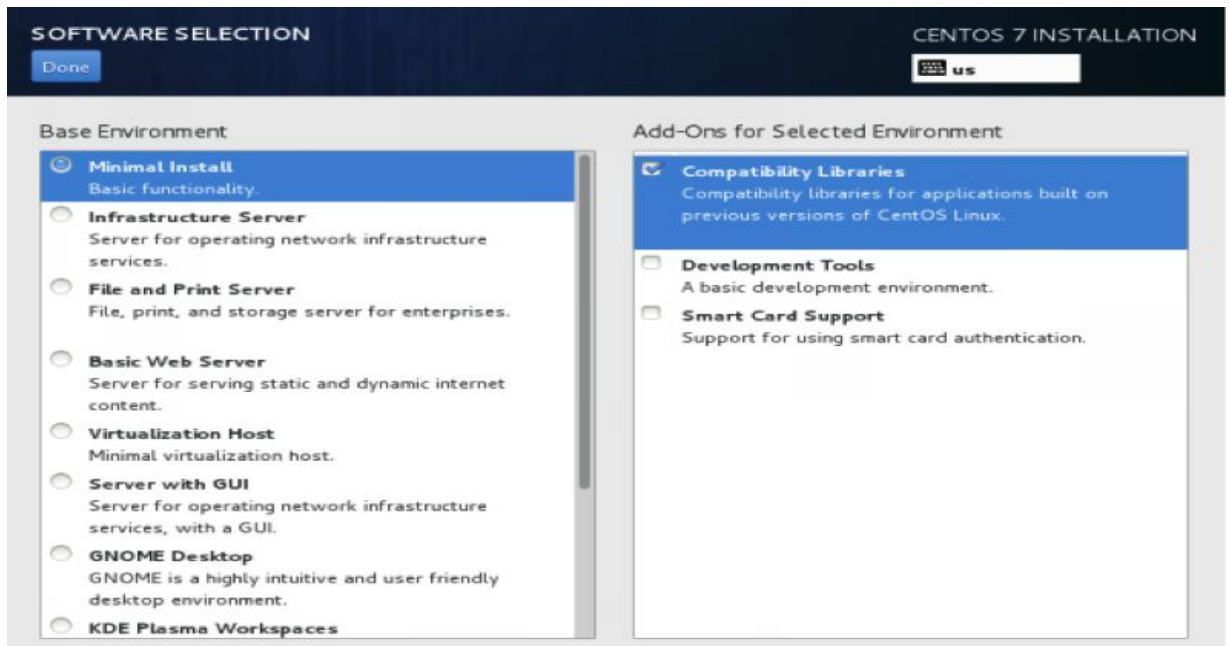 SOFTWARE SELECTION
CENTOS 7 INSTALLATION
Done
us
Base Environment
Minimal Install
Basic functionality.
Infrastructure Server
Server for operating network infrastructure
services.
File and Print Server
File, print, and storage server for enterprises.
Basic Web Server
Server for serving static and dynamic internet
content.
Virtualization Host
Minimal virtualization host.
Server with GUI
Server for operating network infrastructure
services, with a GUI.
GNOME Desktop
GNOME is a highly intuitive and user friendly
desktop environment.
KDE Plasma Workspaces
Add-Ons for Selected Environment
Compatibility Libraries
Compatibility libraries for applications built on
previous versions of CentOS Linux.
Development Tools
A basic development environment.
Smart Card Support
Support for using smart card authentication.